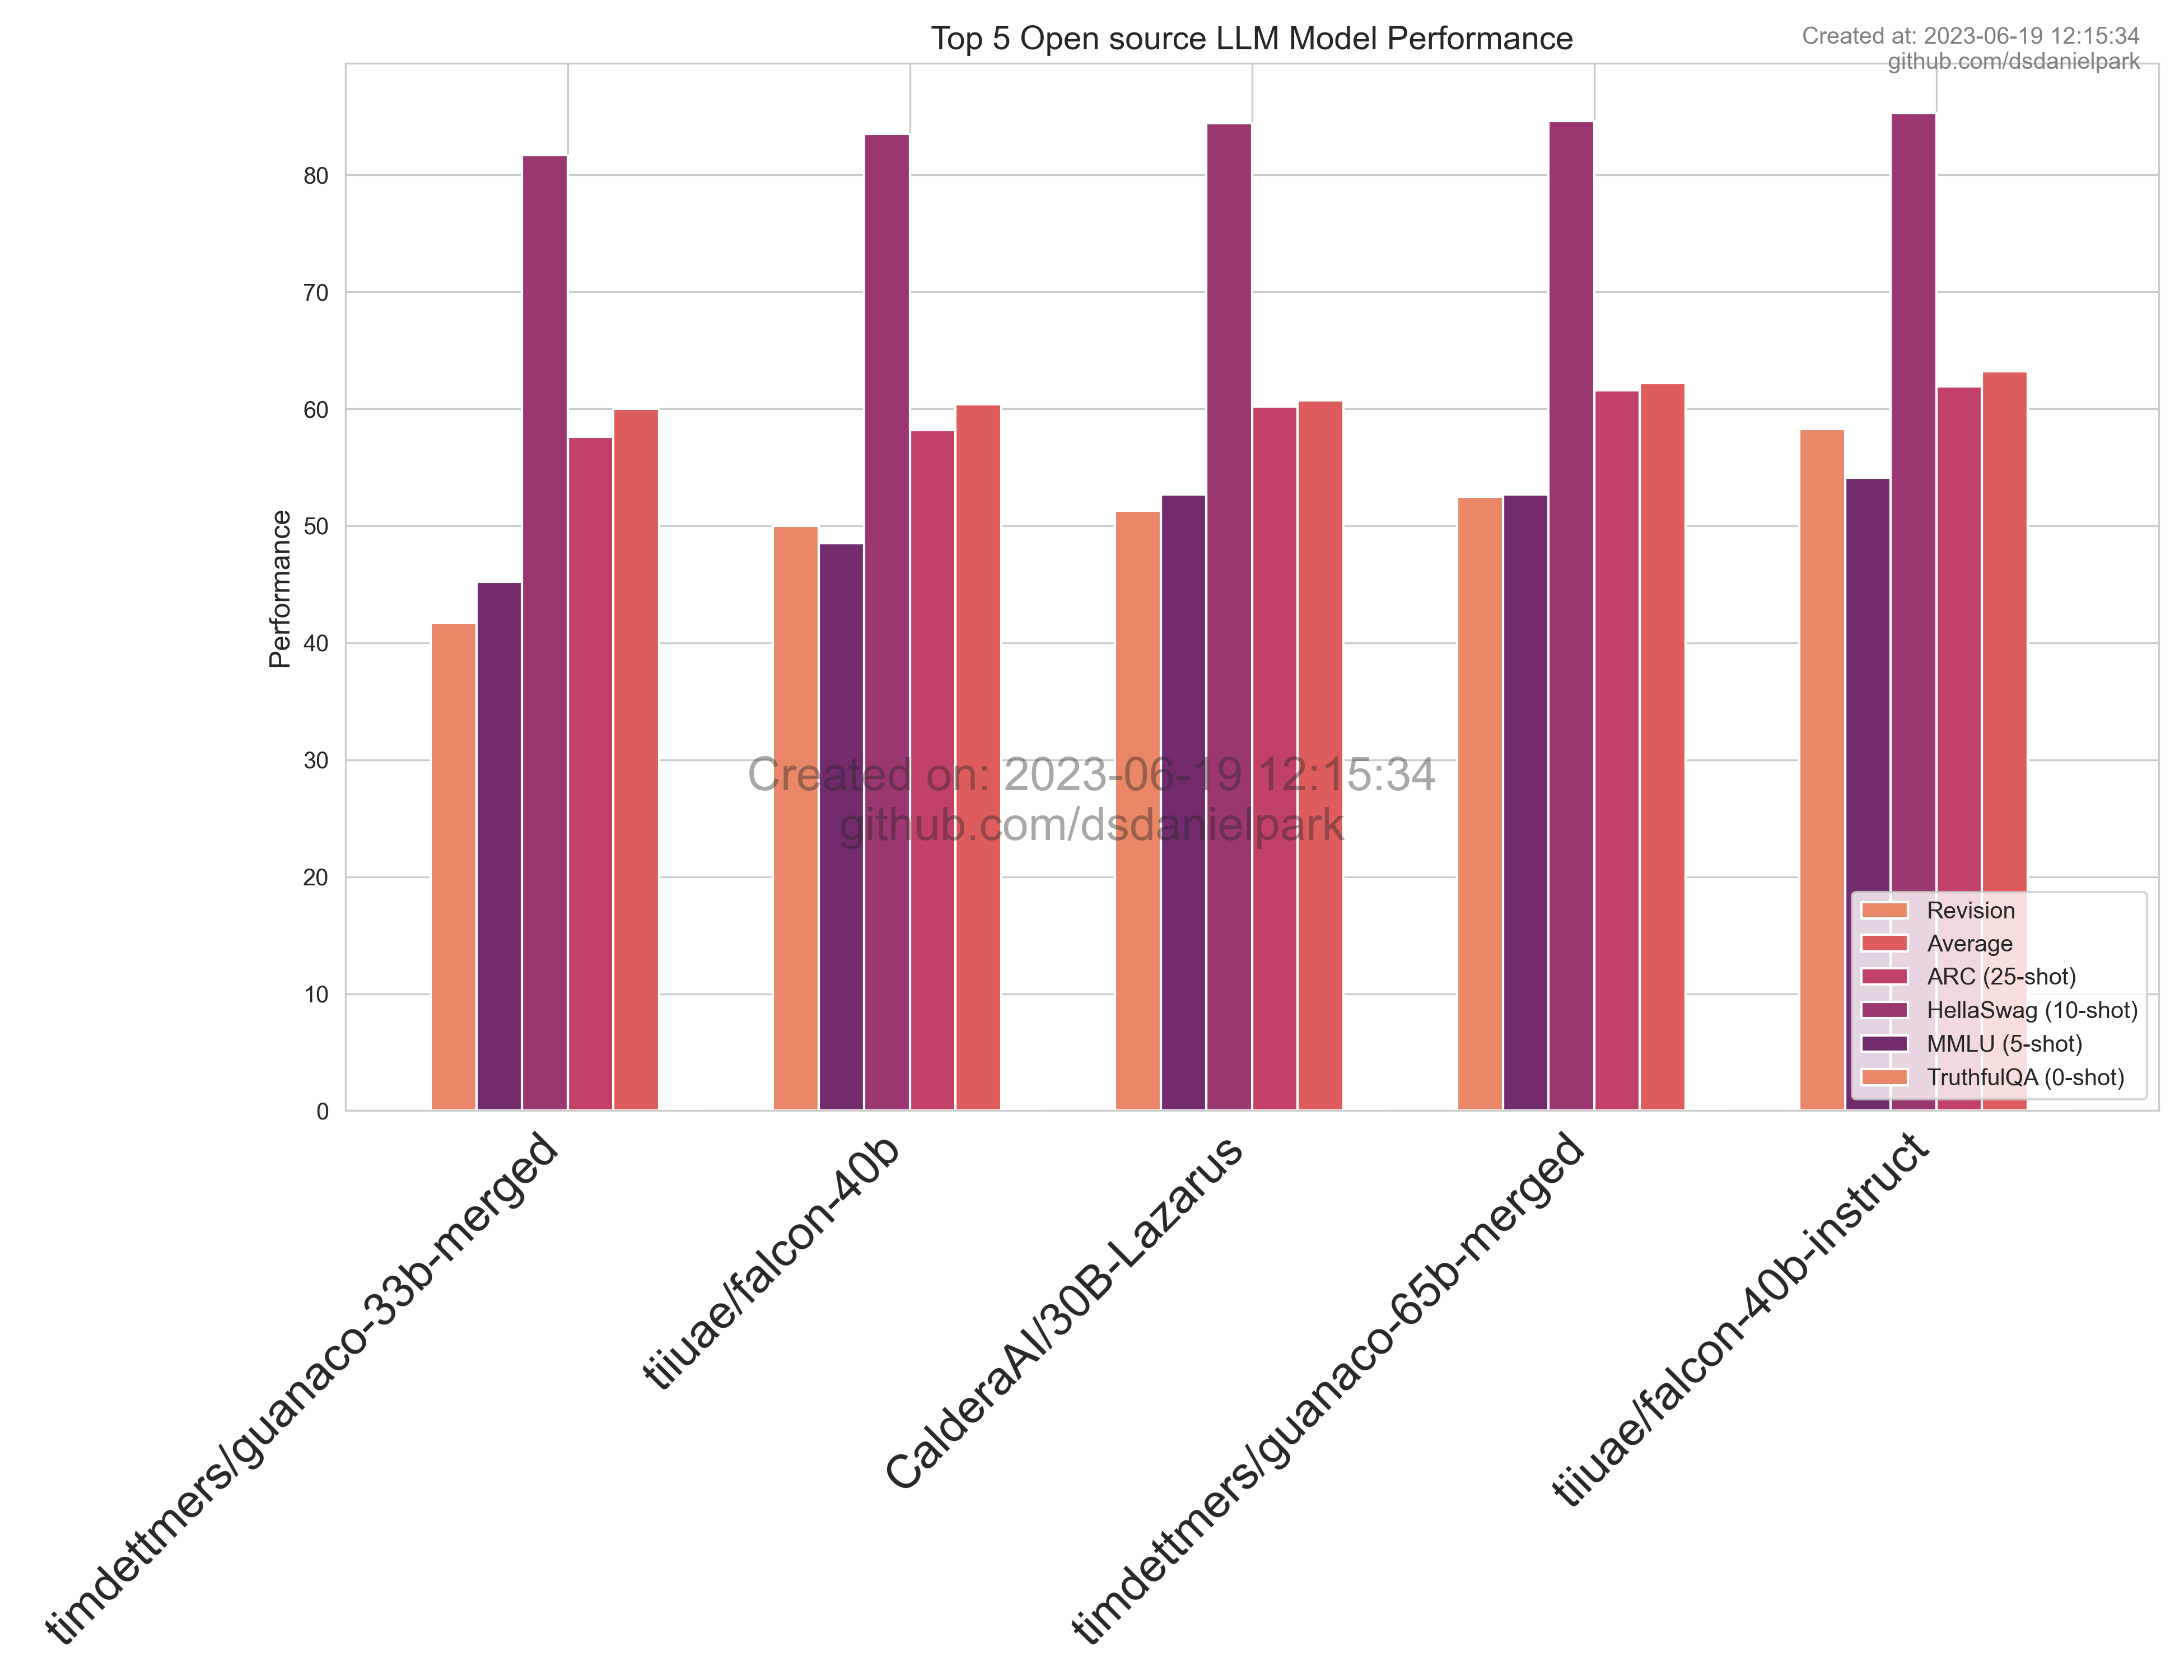 Top 5 Open source LLM Model Performance
Created at: 2023-06-19 12:15:34
github.com/dsdanielpark
Performance
80
70
60
50
40
30
20
10
0
Created on: 2023-06-19 12:15:34
github.com/dsdanielpark
Revision
Average
ARC (25-shot)
HellaSwag (10-shot)
MMLU (5-shot)
TruthfulQA (0-shot)
timdettmers/guanaco-33b-merged
tiiuae/falcon-40b
CalderaAI/30B-Lazarus
timdettmers/guanaco-65b-merged
tiiuae/falcon-40b-instruct